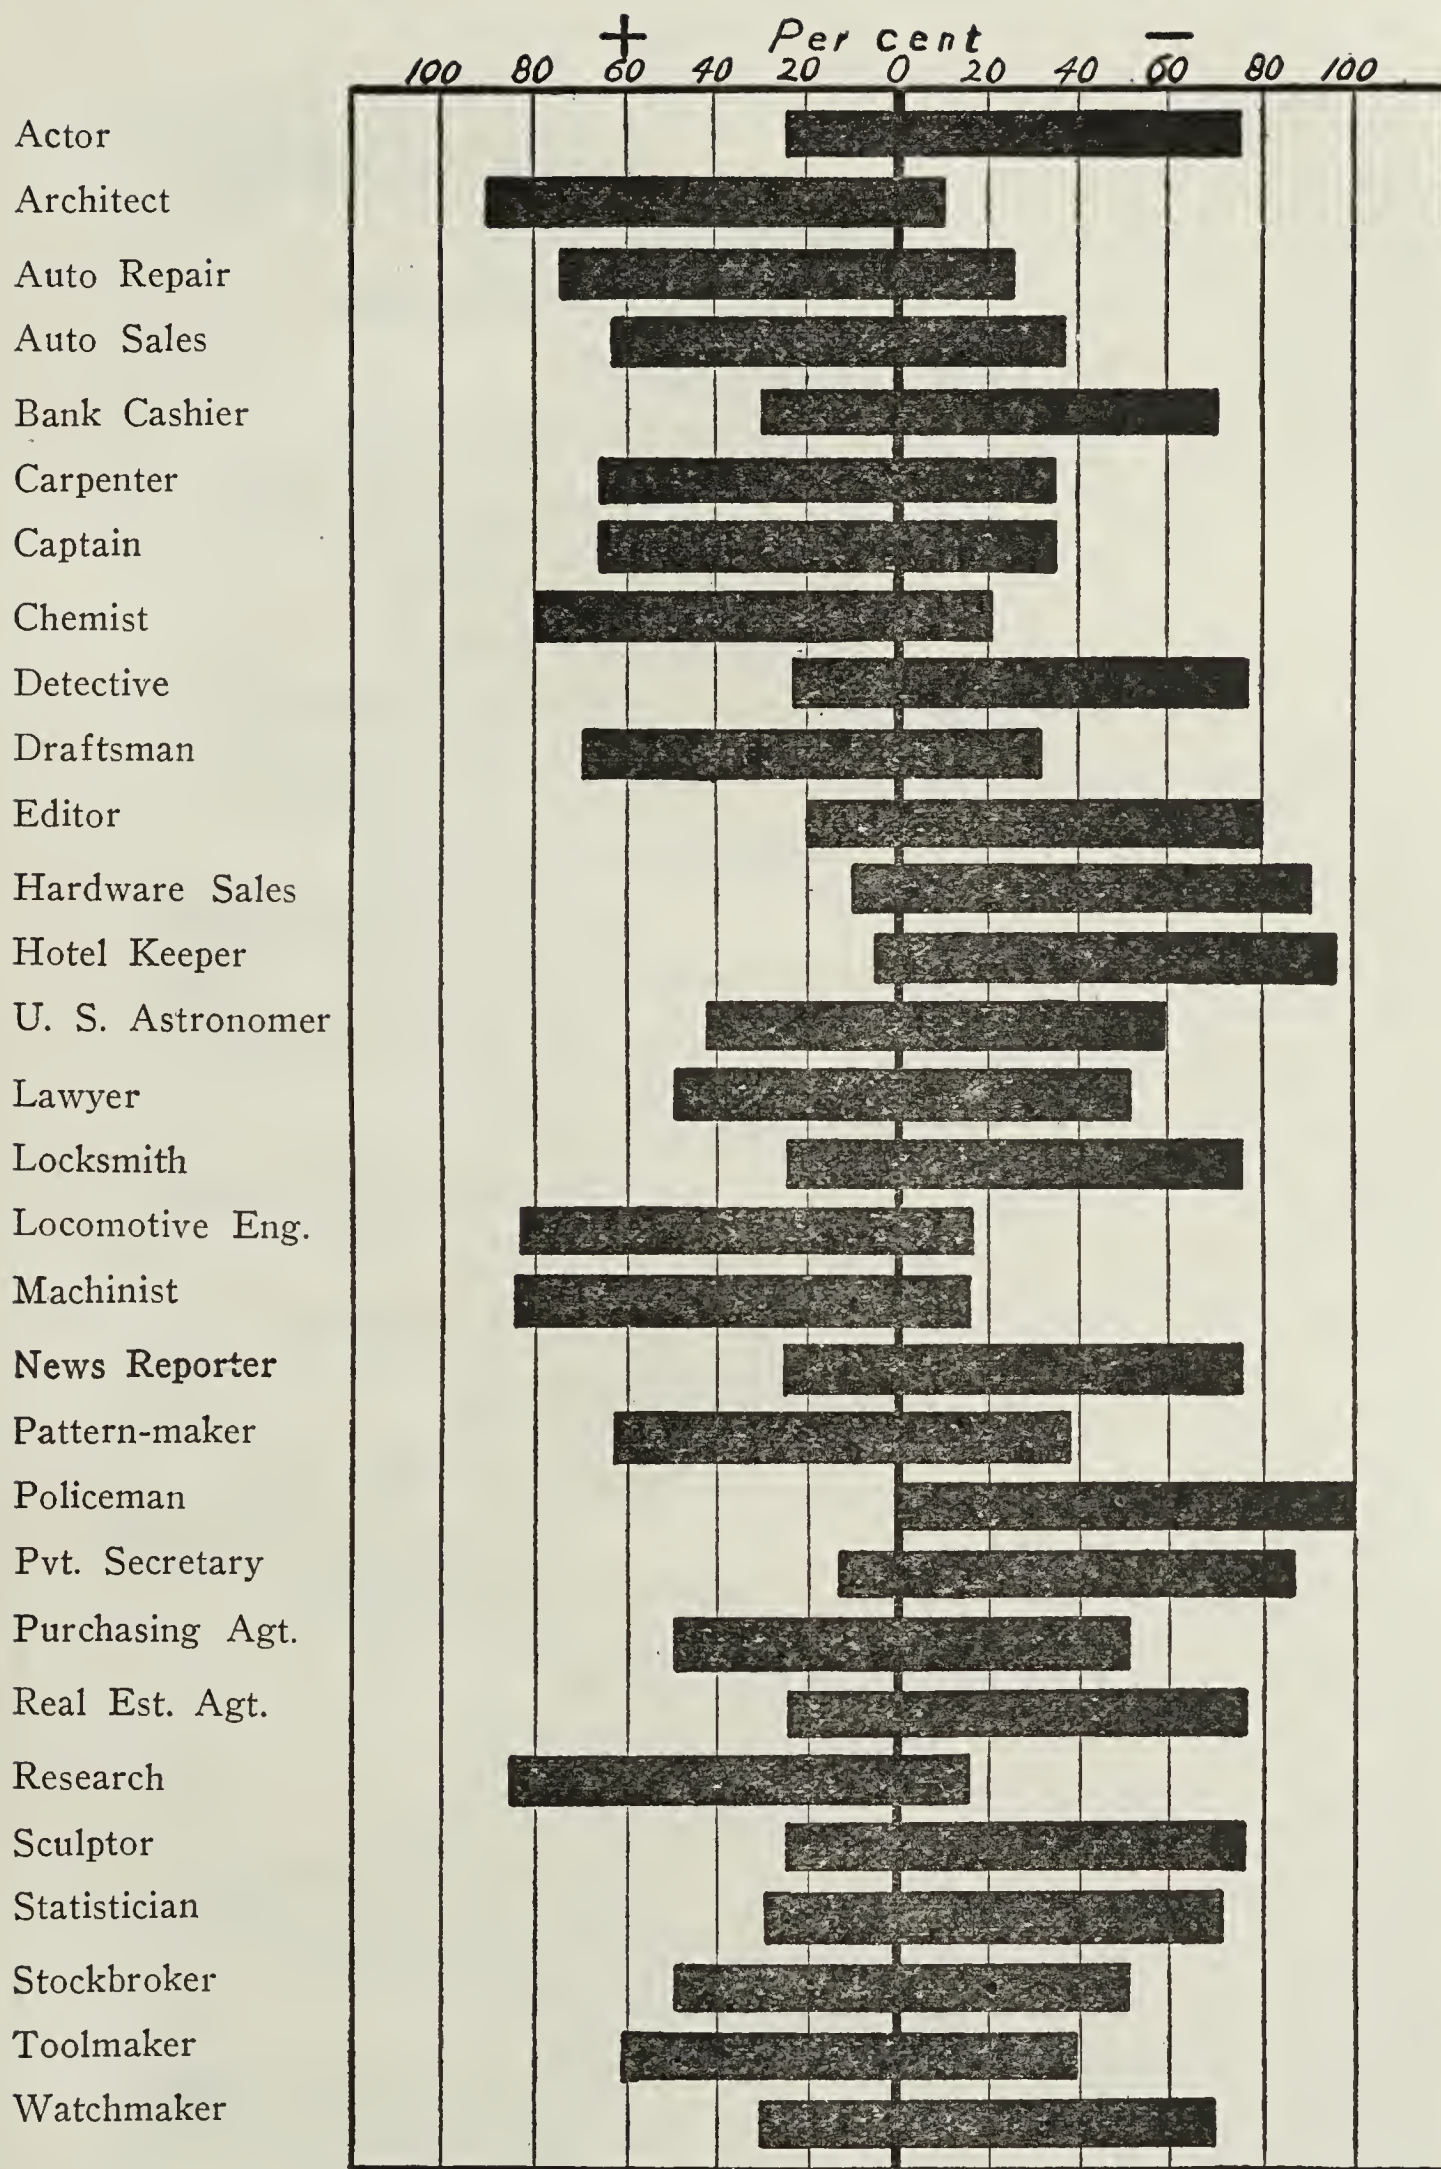 + Per cent —
100 80 60 40 20 0 20 40 60 80 100
Actor
Architect
Auto Repair
Auto Sales
Bank Cashier
Carpenter
Captain
Chemist
Detective
Draftsman
Editor
Hardware Sales
Hotel Keeper
U. S. Astronomer
Lawyer
Locksmith
Locomotive Eng.
Machinist
News Reporter
Pattern-maker
Policeman
Pvt. Secretary
Purchasing Agt.
Real Est. Agt.
Research
Sculptor
Statistician
Stockbroker
Toolmaker
Watchmaker